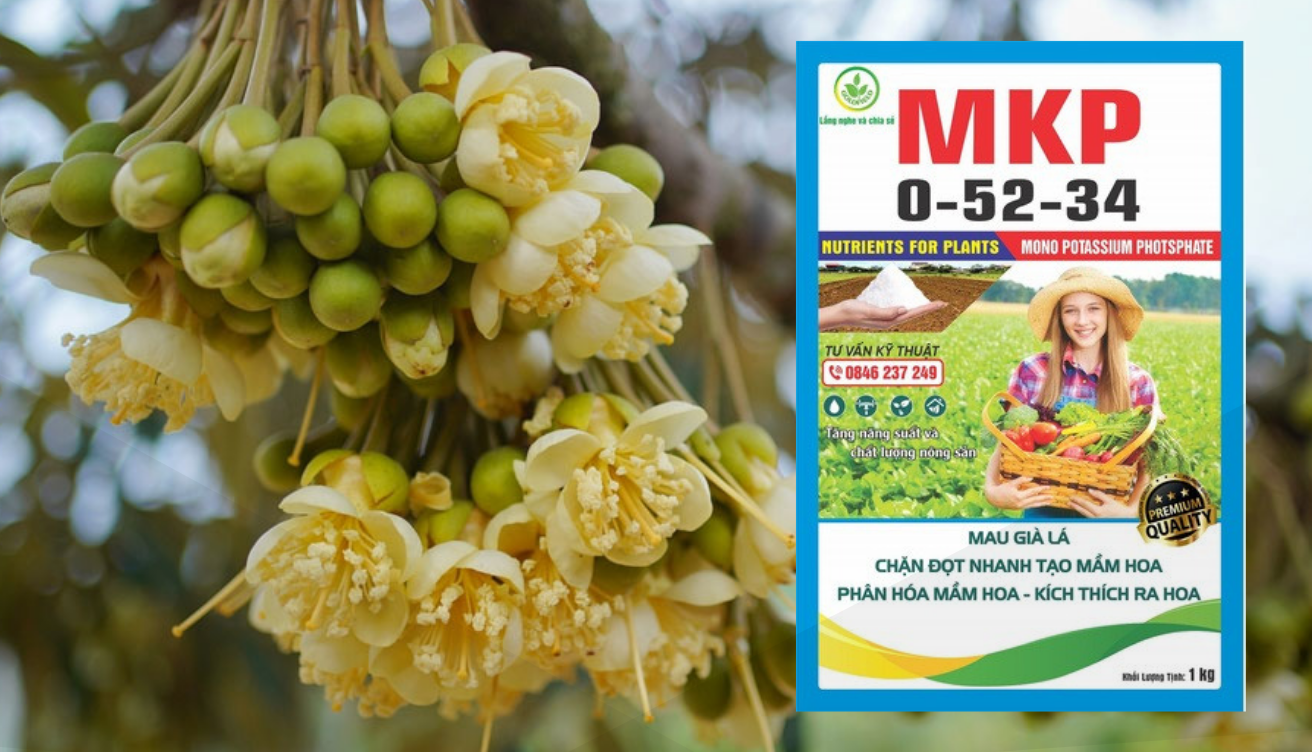 GOLDFIELD
Lắng nghe và chia sẻ
MKP
0-52-34
NUTRIENTS FOR PLANTS
MONO POTASSIUM PHOTSPHATE
TƯ VẤN KỸ THUẬT
0846 237 249
Tăng năng suất và
chất lượng nông sản
PREMIUM
QUALITY
MAU GIÀ LÁ
CHẶN ĐỌT NHANH TẠO MẦM HOA
PHÂN HÓA MẦM HOA - KÍCH THÍCH RA HOA
Khối Lượng Tịnh: 1 kg